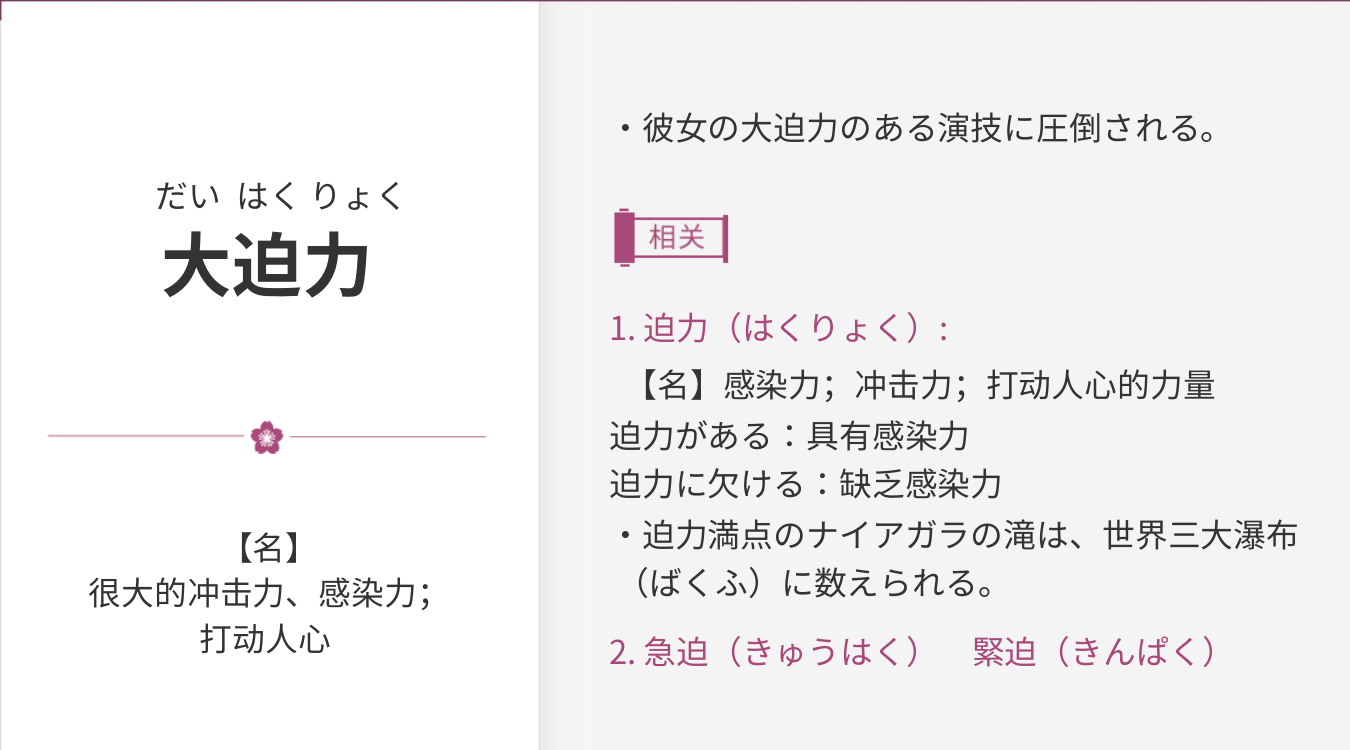 だい はく りょく
大迫力
【名】
很大的冲击力、感染力；
打动人心
・彼女の大迫力のある演技に圧倒される。
相关
1. 迫力（はくりょく）:
【名】感染力；冲击力；打动人心的力量
迫力がある：具有感染力
迫力に欠ける：缺乏感染力
・迫力満点のナイアガラの滝は、世界三大瀑布
（ばくふ）に数えられる。
2. 急迫（きゅうはく） 緊迫（きんぱく）